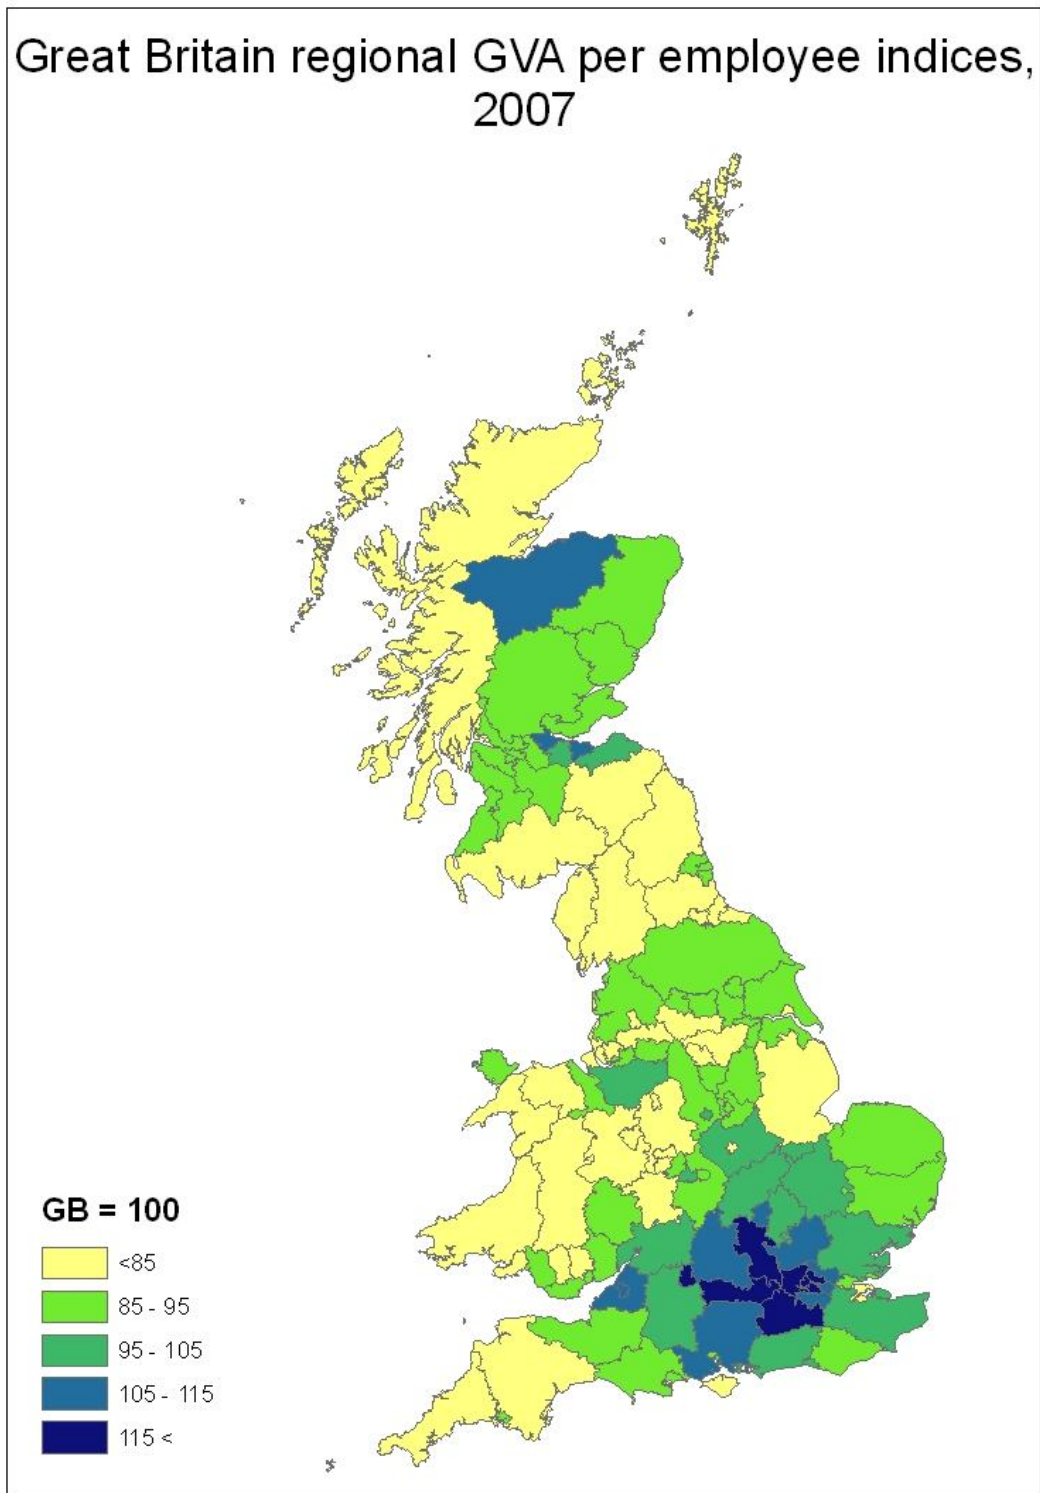 Great Britain regional GVA per employee indices,
2007
GB = 100
<85
85 - 95
95 - 105
105 - 115
115 <